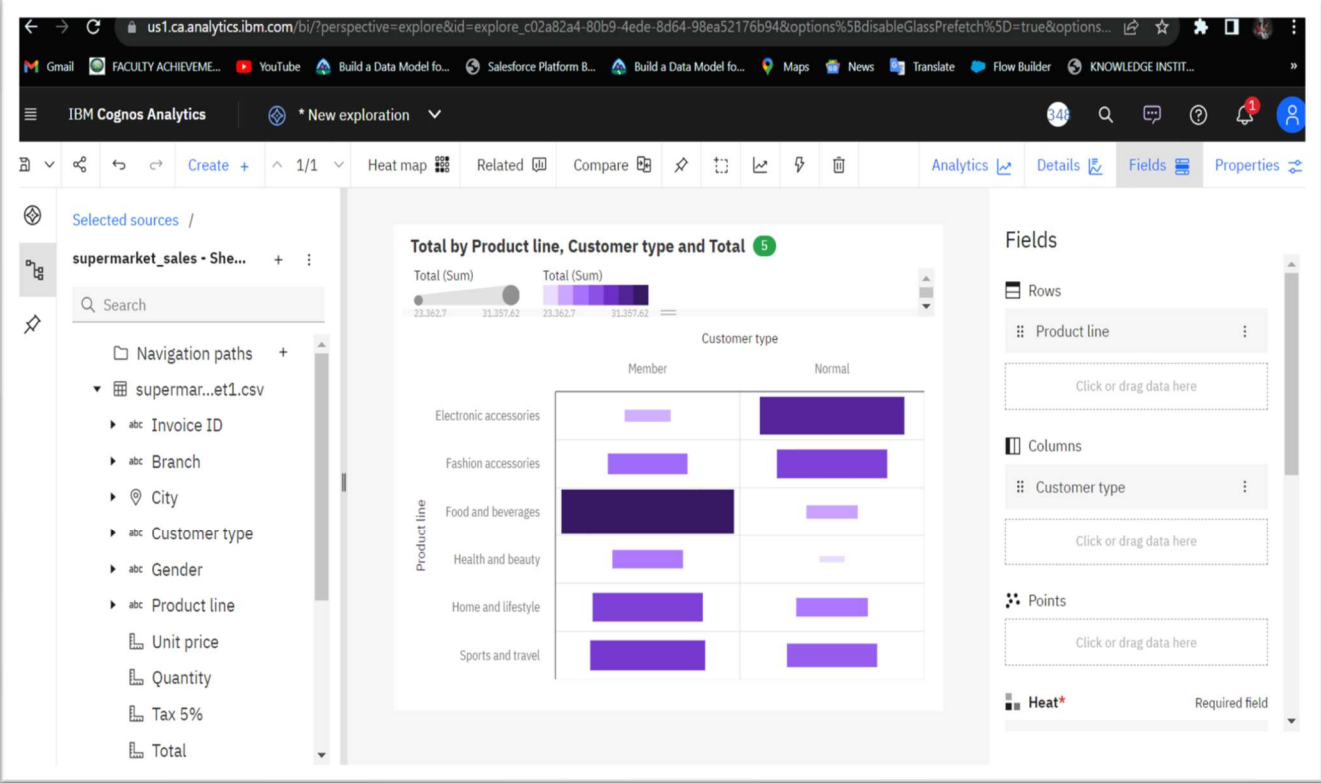 us1.ca.analytics.ibm.com/bi/?perspective=explore&id=explore_c02a82a4-80b9-4ede-8d64-98ea52176b94&options%5BdisableGlassPrefetch%5D=true&options...
Gmail FACULTY ACHIEVEME... YouTube Build a Data Model fo... Salesforce Platform B... Build a Data Model fo... Maps News Translate Flow Builder KNOWLEDGE INSTIT... »
IBM Cognos Analytics * New exploration 348 1
Create + 1/1 Heat map Related Compare Analytics Details Fields Properties
Selected sources /
supermarket_sales - She... +
Search
Navigation paths +
supermar...et1.csv
abc Invoice ID
abc Branch
City
abc Customer type
abc Gender
abc Product line
Unit price
Quantity
Tax 5%
Total
Total by Product line, Customer type and Total 5
Total (Sum) Total (Sum)
23.362.7 31.357.62 23.362.7 31.357.62
Customer type
Member Normal
Product line
Electronic accessories
Fashion accessories
Food and beverages
Health and beauty
Home and lifestyle
Sports and travel
Fields
Rows
Product line
Click or drag data here
Columns
Customer type
Click or drag data here
Points
Click or drag data here
Heat* Required field